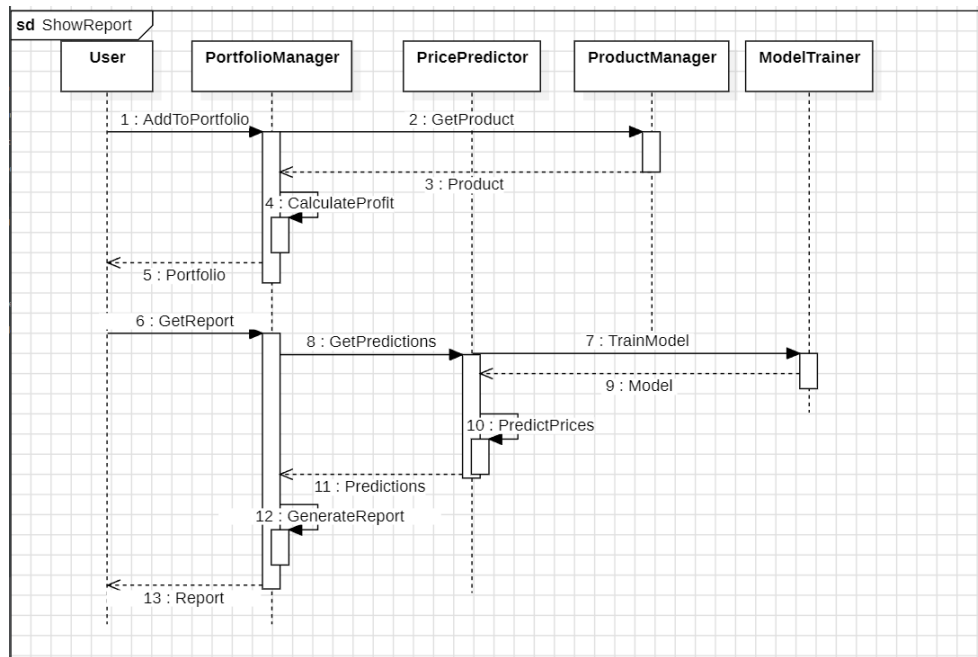 sd ShowReport
User
PortfolioManager
PricePredictor
ProductManager
ModelTrainer
1 : AddToPortfolio
2 : GetProduct
3 : Product
4 : CalculateProfit
5 : Portfolio
6 : GetReport
8 : GetPredictions
7 : TrainModel
9 : Model
10 : PredictPrices
11 : Predictions
12 : GenerateReport
13 : Report